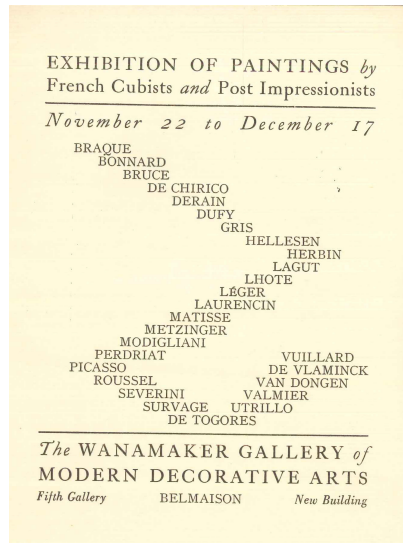 EXHIBITION OF PAINTINGS by
French Cubists and Post Impressionists
November 22 to December 17
BRAQUE
BONNARD
BRUCE
DE CHIRICO
DERAIN
DUFY
GRIS
HELLESEN
HERBIN
LAGUT
LHOTE
LÉGER
LAURENCIN
MATISSE
METZINGER
MODIGLIANI
PERDRIAT VUILLARD
PICASSO DE VLAMINCK
ROUSSEL VAN DONGEN
SEVERINI VALMIER
SURVAGE UTRILLO
DE TOGORES
The WANAMAKER GALLERY of
MODERN DECORATIVE ARTS
Fifth Gallery BELMAISON New Building